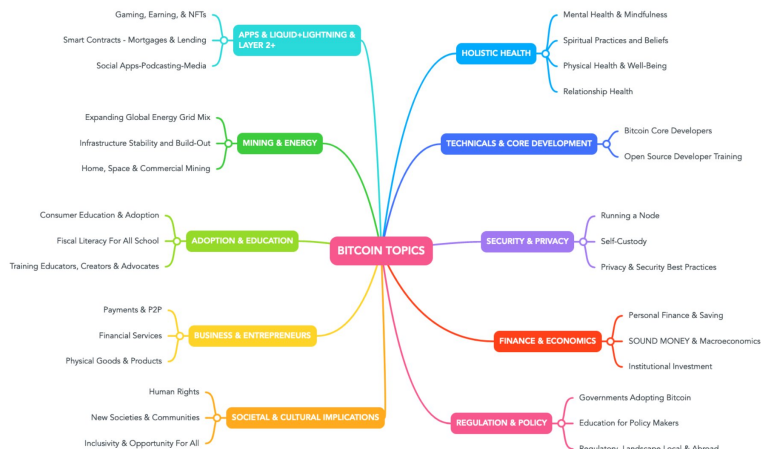 BITCOIN TOPICS
APPS & LIQUID+LIGHTNING &
LAYER 2+
Gaming, Earning, & NFTs
Smart Contracts - Mortgages & Lending
Social Apps-Podcasting-Media
MINING & ENERGY
Expanding Global Energy Grid Mix
Infrastructure Stability and Build-Out
Home, Space & Commercial Mining
ADOPTION & EDUCATION
Consumer Education & Adoption
Fiscal Literacy For All School
Training Educators, Creators & Advocates
BUSINESS & ENTREPRENEURS
Payments & P2P
Financial Services
Physical Goods & Products
SOCIETAL & CULTURAL IMPLICATIONS
Human Rights
New Societies & Communities
Inclusivity & Opportunity For All
HOLISTIC HEALTH
Mental Health & Mindfulness
Spiritual Practices and Beliefs
Physical Health & Well-Being
Relationship Health
TECHNICALS & CORE DEVELOPMENT
Bitcoin Core Developers
Open Source Developer Training
SECURITY & PRIVACY
Running a Node
Self-Custody
Privacy & Security Best Practices
FINANCE & ECONOMICS
Personal Finance & Saving
SOUND MONEY & Macroeconomics
Institutional Investment
REGULATION & POLICY
Governments Adopting Bitcoin
Education for Policy Makers
Regulatory Landscape Local & Abroad